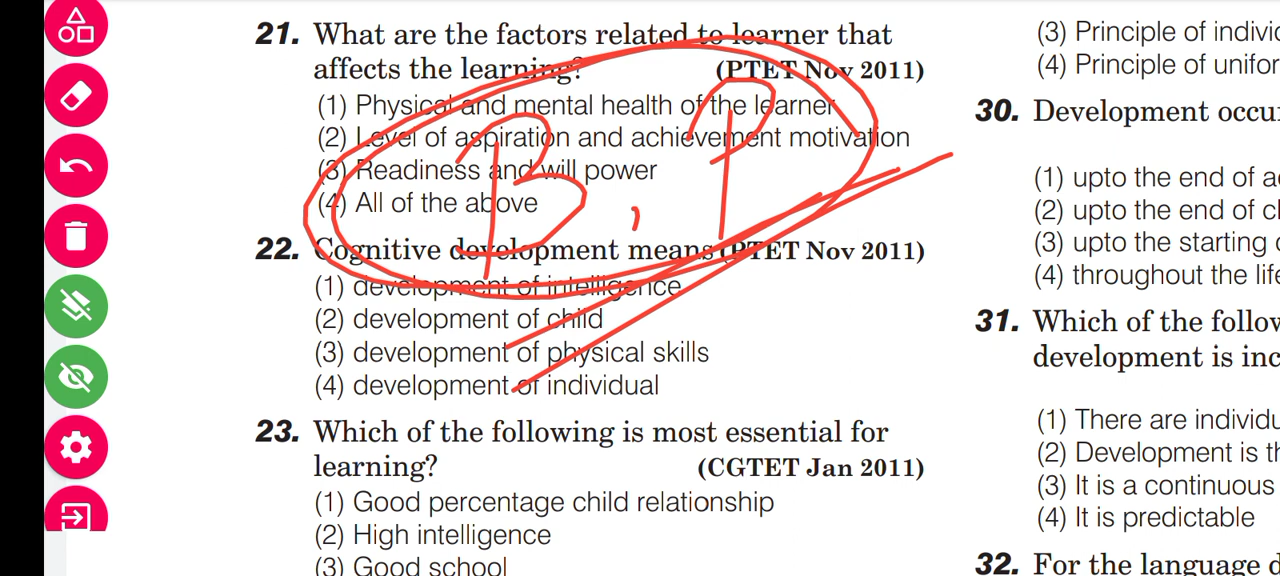 21. What are the factors related to learner that
affects the learning? (PTET Nov 2011)
(1) Physical and mental health of the learner
(2) Level of aspiration and achievement motivation
(3) Readiness and will power
(4) All of the above
B, P
22. Cognitive development means (PTET Nov 2011)
(1) development of intelligence
(2) development of child
(3) development of physical skills
(4) development of individual
23. Which of the following is most essential for
learning? (CGTET Jan 2011)
(1) Good percentage child relationship
(2) High intelligence
(3) Good school
(3) Principle of
(4) Principle of
30. Development
(1) upto the end of
(2) upto the end of
(3) upto the starting
(4) throughout the
31. Which of the
development is
(1) There are
(2) Development is
(3) It is a continuous
(4) It is predictable
32. For the language